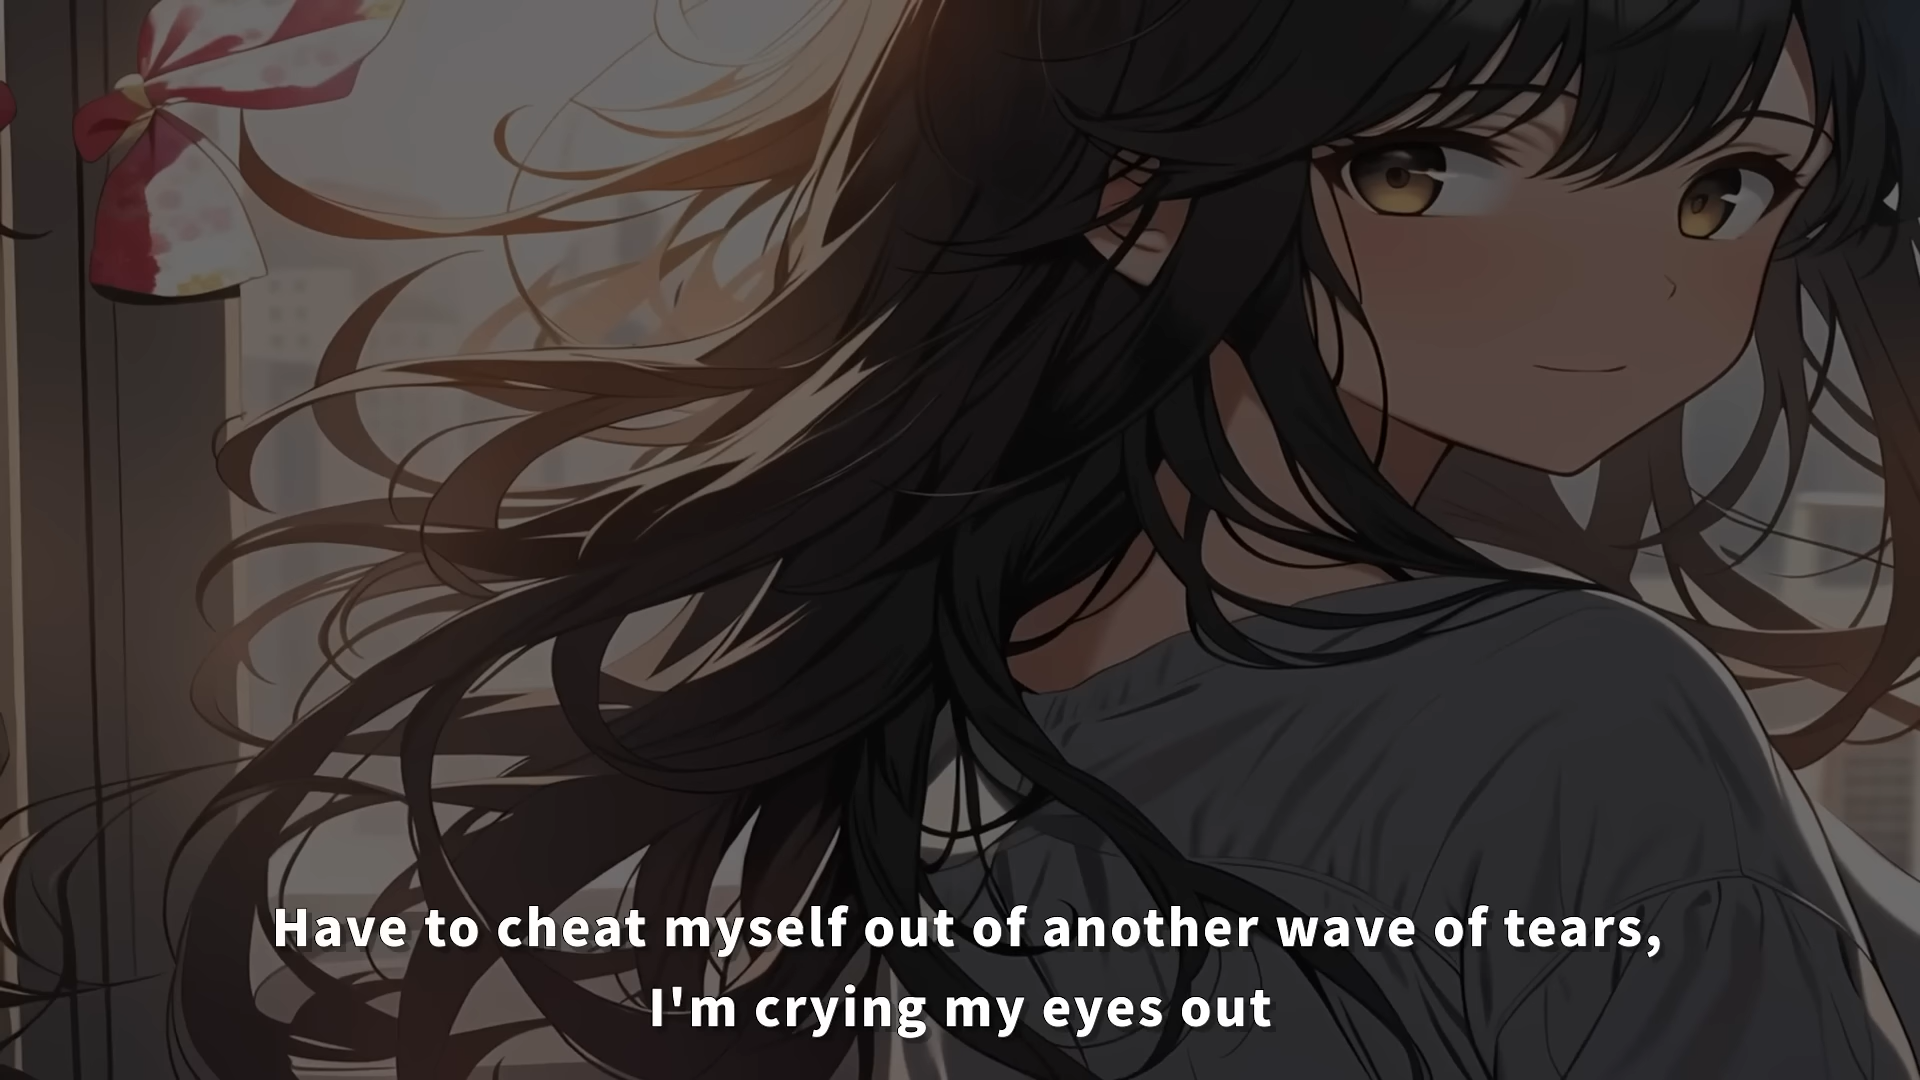 Have to cheat myself out of another wave of tears,
I'm crying my eyes out